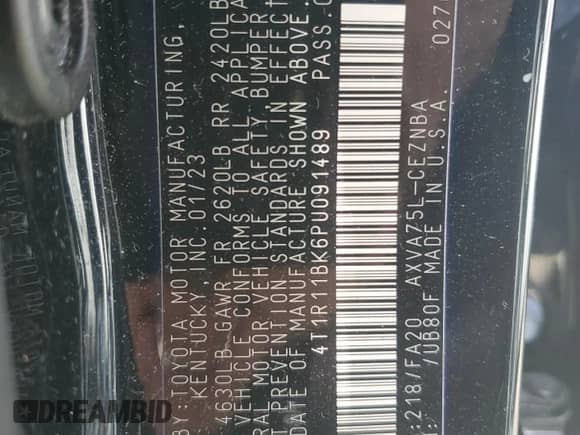 BY:TOYOTA MOTOR MANUFACTURING,
KENTUCKY,INC.01/23
4630LB GAWR FR 2620LB RR 2420LB
VEHICLE CONFORMS TO ALL APPLICA
RAL MOTOR VEHICLE SAFETY, BUMPER
T PREVENTION STANDARDS IN EFFECT
DATE OF MANUFACTURE SHOWN ABOVE.
4T1R11BK6PU091489 PASS.C
:218/FA20 AXVA75L-CEZNBA
:/UB80F MADE IN U.S.A. 027
DREAMBID